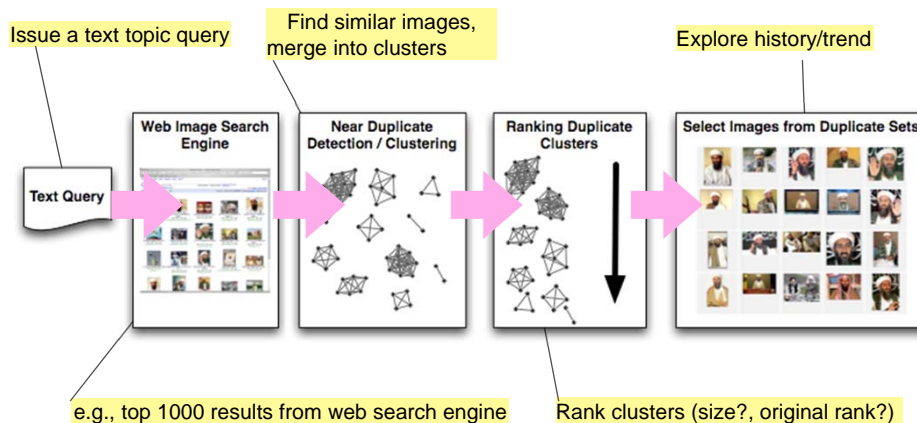 Issue a text topic query
Find similar images,
merge into clusters
Explore history/trend
Text Query
Web Image Search
Engine
Near Duplicate
Detection / Clustering
Ranking Duplicate
Clusters
Select Images from Duplicate Sets
e.g., top 1000 results from web search engine
Rank clusters (size?, original rank?)